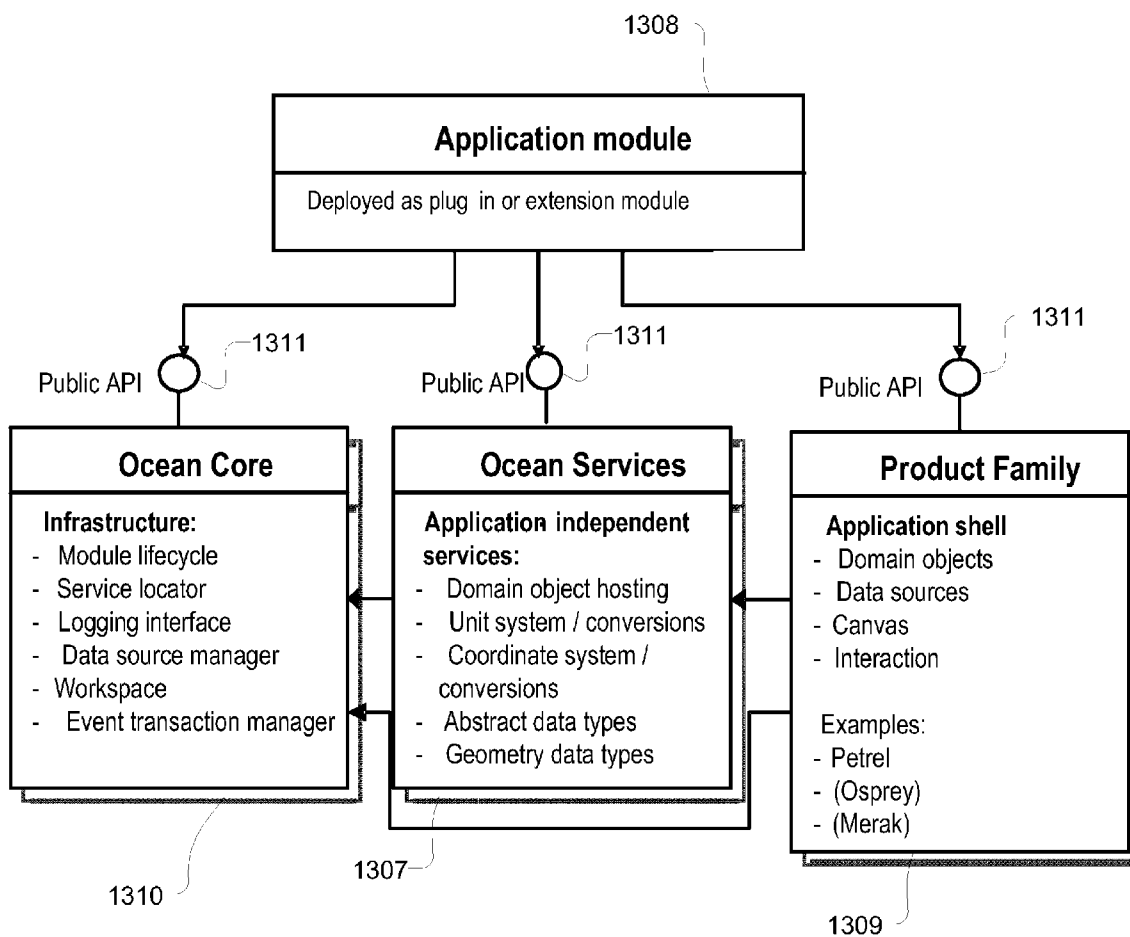 1308
Application module
Deployed as plug in or extension module
1311
1311
1311
Public API
Public API
Public API
Ocean Core
Infrastructure:
- Module lifecycle
- Service locator
- Logging interface
- Data source manager
- Workspace
- Event transaction manager
Ocean Services
Application independent
services:
- Domain object hosting
- Unit system / conversions
- Coordinate system /
conversions
- Abstract data types
- Geometry data types
Product Family
Application shell
- Domain objects
- Data sources
- Canvas
- Interaction
Examples:
- Petrel
- (Osprey)
- (Merak)
1310
1307
1309